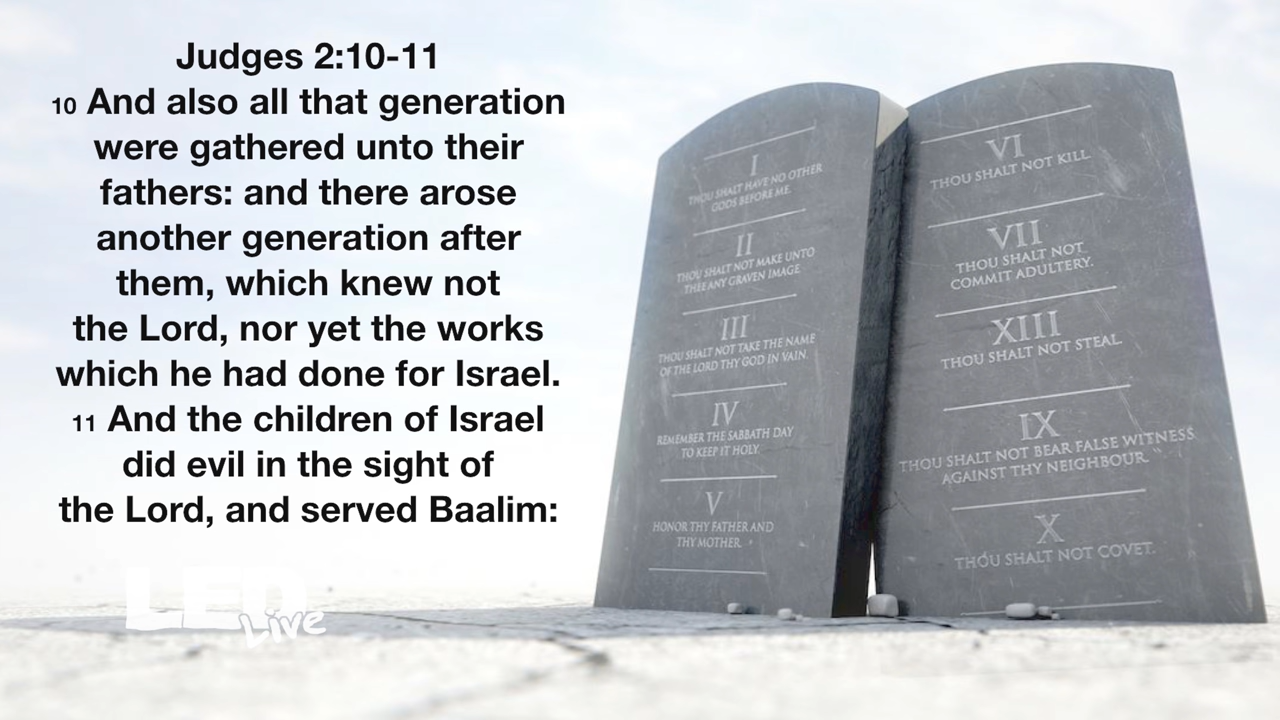 Judges 2:10-11
10 And also all that generation
were gathered unto their
fathers: and there arose
another generation after
them, which knew not
the Lord, nor yet the works
which he had done for Israel.
11 And the children of Israel
did evil in the sight of
the Lord, and served Baalim:
LEO
Live
I
THOU SHALT HAVE NO OTHER
GODS BEFORE ME.
II
THOU SHALT NOT MAKE UNTO
THEE ANY GRAVEN IMAGE
III
THOU SHALT NOT TAKE THE NAME
OF THE LORD THY GOD IN VAIN.
IV
REMEMBER THE SABBATH DAY
TO KEEP IT HOLY.
V
HONOR THY FATHER AND
THY MOTHER.
VI
THOU SHALT NOT KILL.
VII
THOU SHALT NOT
COMMIT ADULTERY.
XIII
THOU SHALT NOT STEAL.
IX
THOU SHALT NOT BEAR FALSE WITNESS
AGAINST THY NEIGHBOUR.
X
THOU SHALT NOT COVET.